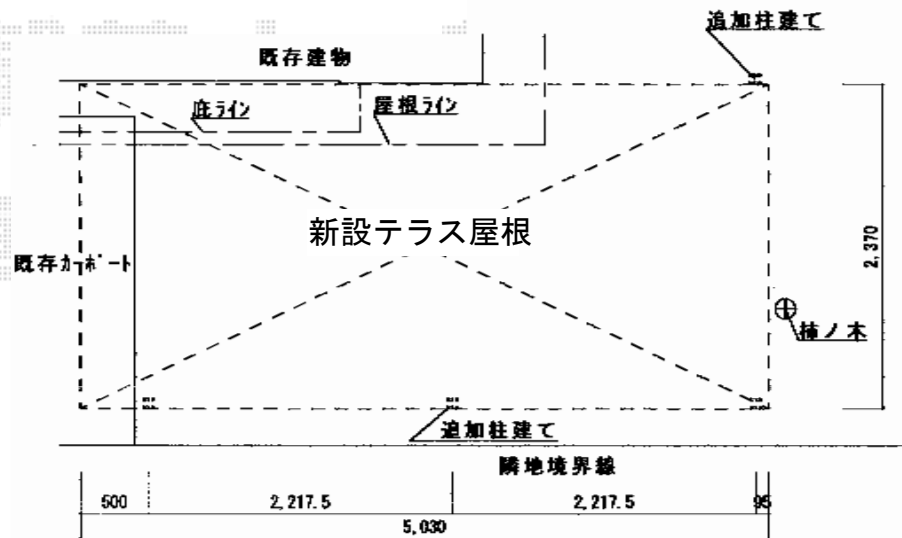 追加柱建て
既存建物
庇ライン
屋根ライン
新設テラス屋根
2,370
既存カーポート
柿ノ木
追加柱建て
隣地境界線
500
2,217.5
2,217.5
95
5,030